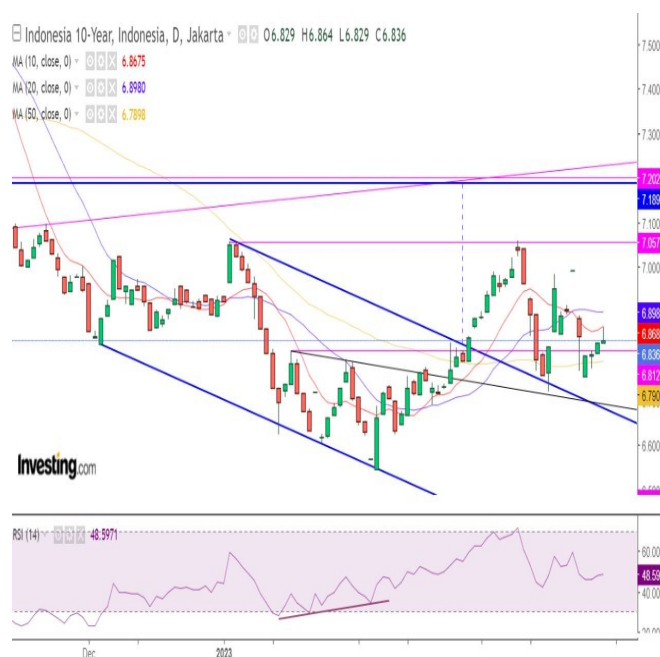 Indonesia 10-Year, Indonesia, D, Jakarta O6.829 H6.864 L6.829 C6.836
MA (10, close, 0) 6.8675
MA (20, close, 0) 6.8980
MA (50, close, 0) 6.7898
7.500
7.400
7.300
7.202
7.189
7.100
7.057
7.000
6.898
6.868
6.836
6.812
6.790
6.600
Investing.com
RSI (14) 48.5971
60.00
48.59
40.00
Dec
2023